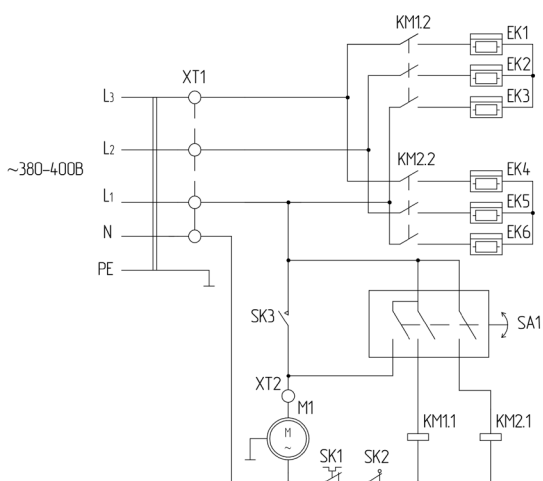 KM1.2
EK1
EK2
EK3
XT1
L3
L2
~380-400В
L1
N
PE
KM2.2
EK4
EK5
EK6
SK3
SA1
XT2
M1
M
~
KM1.1
KM2.1
SK1
SK2